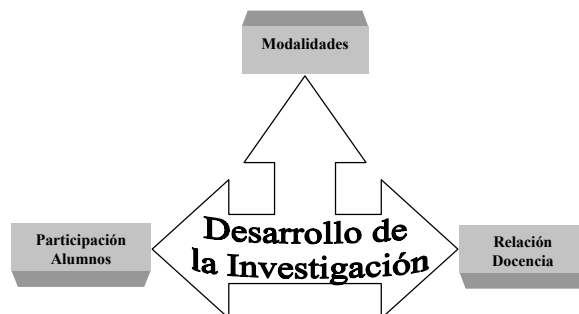 Modalidades
Participación
Alumnos
Desarrollo de
la Investigación
Relación
Docencia